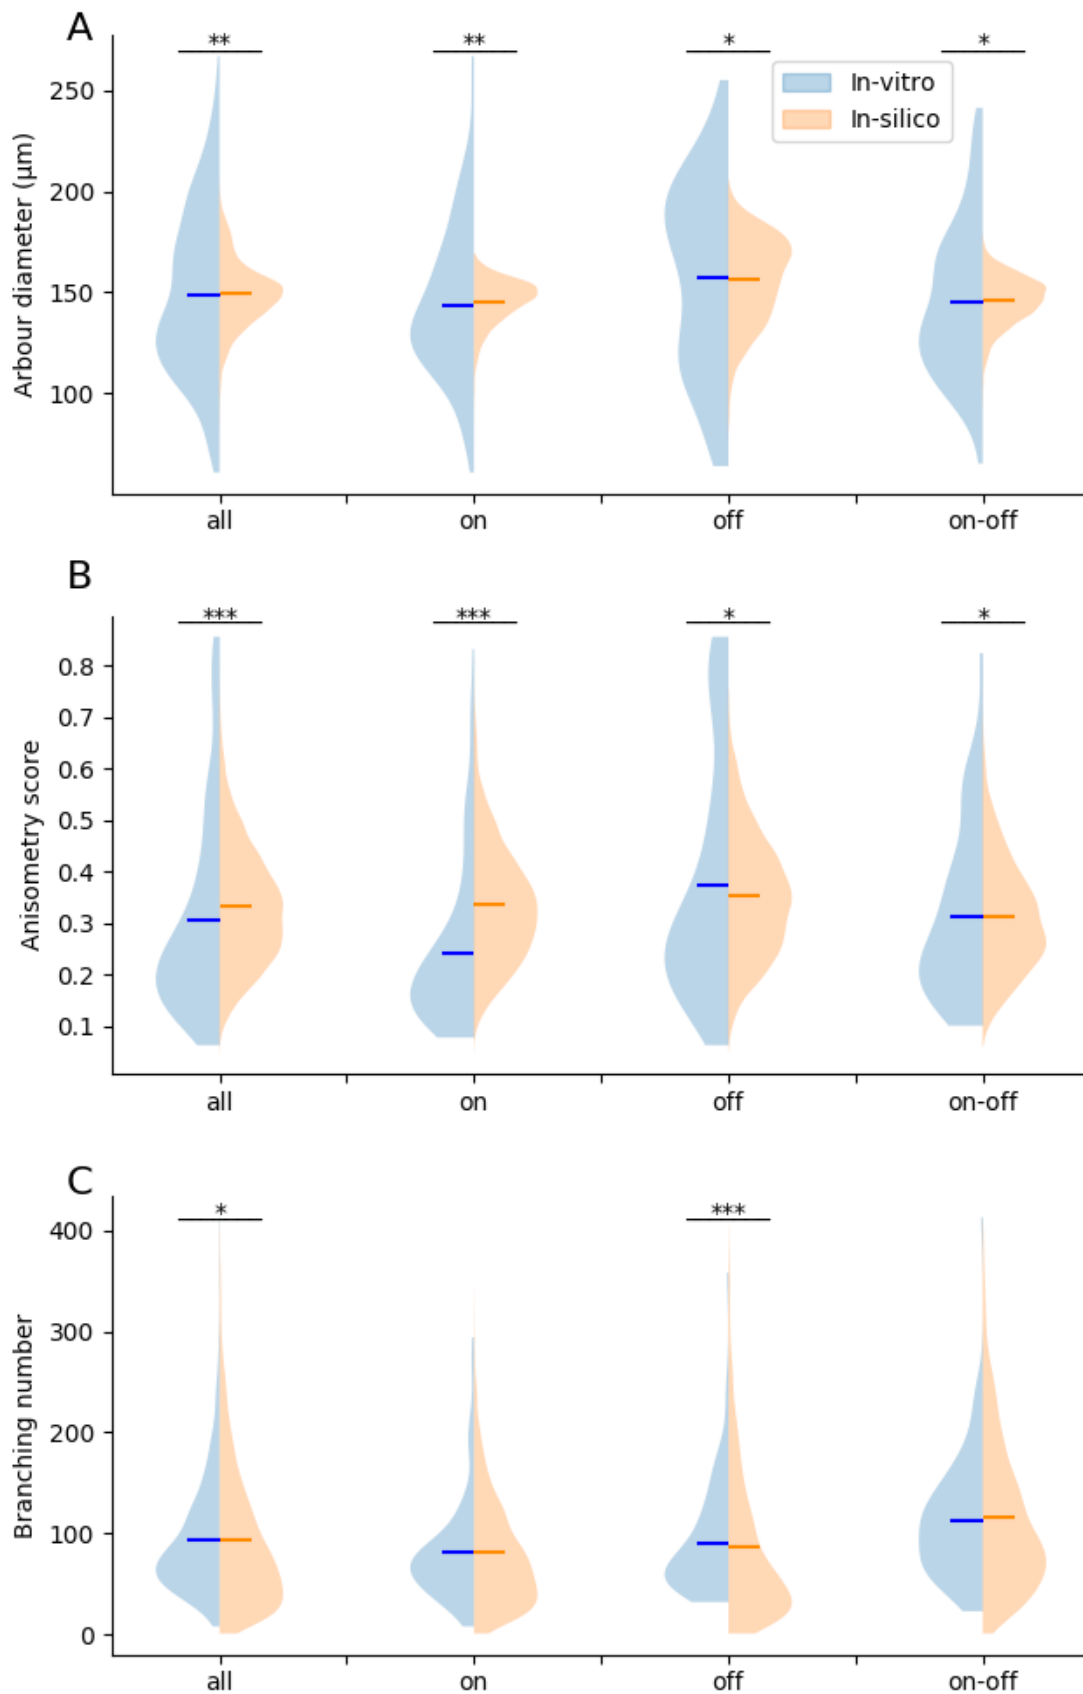 A
** ** * *
In-vitro
In-silico
250
200
150
100
Arbour diameter (µm)
all on off on-off
B
*** *** * *
0.8
0.7
0.6
0.5
0.4
0.3
0.2
0.1
Anisometry score
all on off on-off
C
* ***
400
300
200
100
0
Branching number
all on off on-off